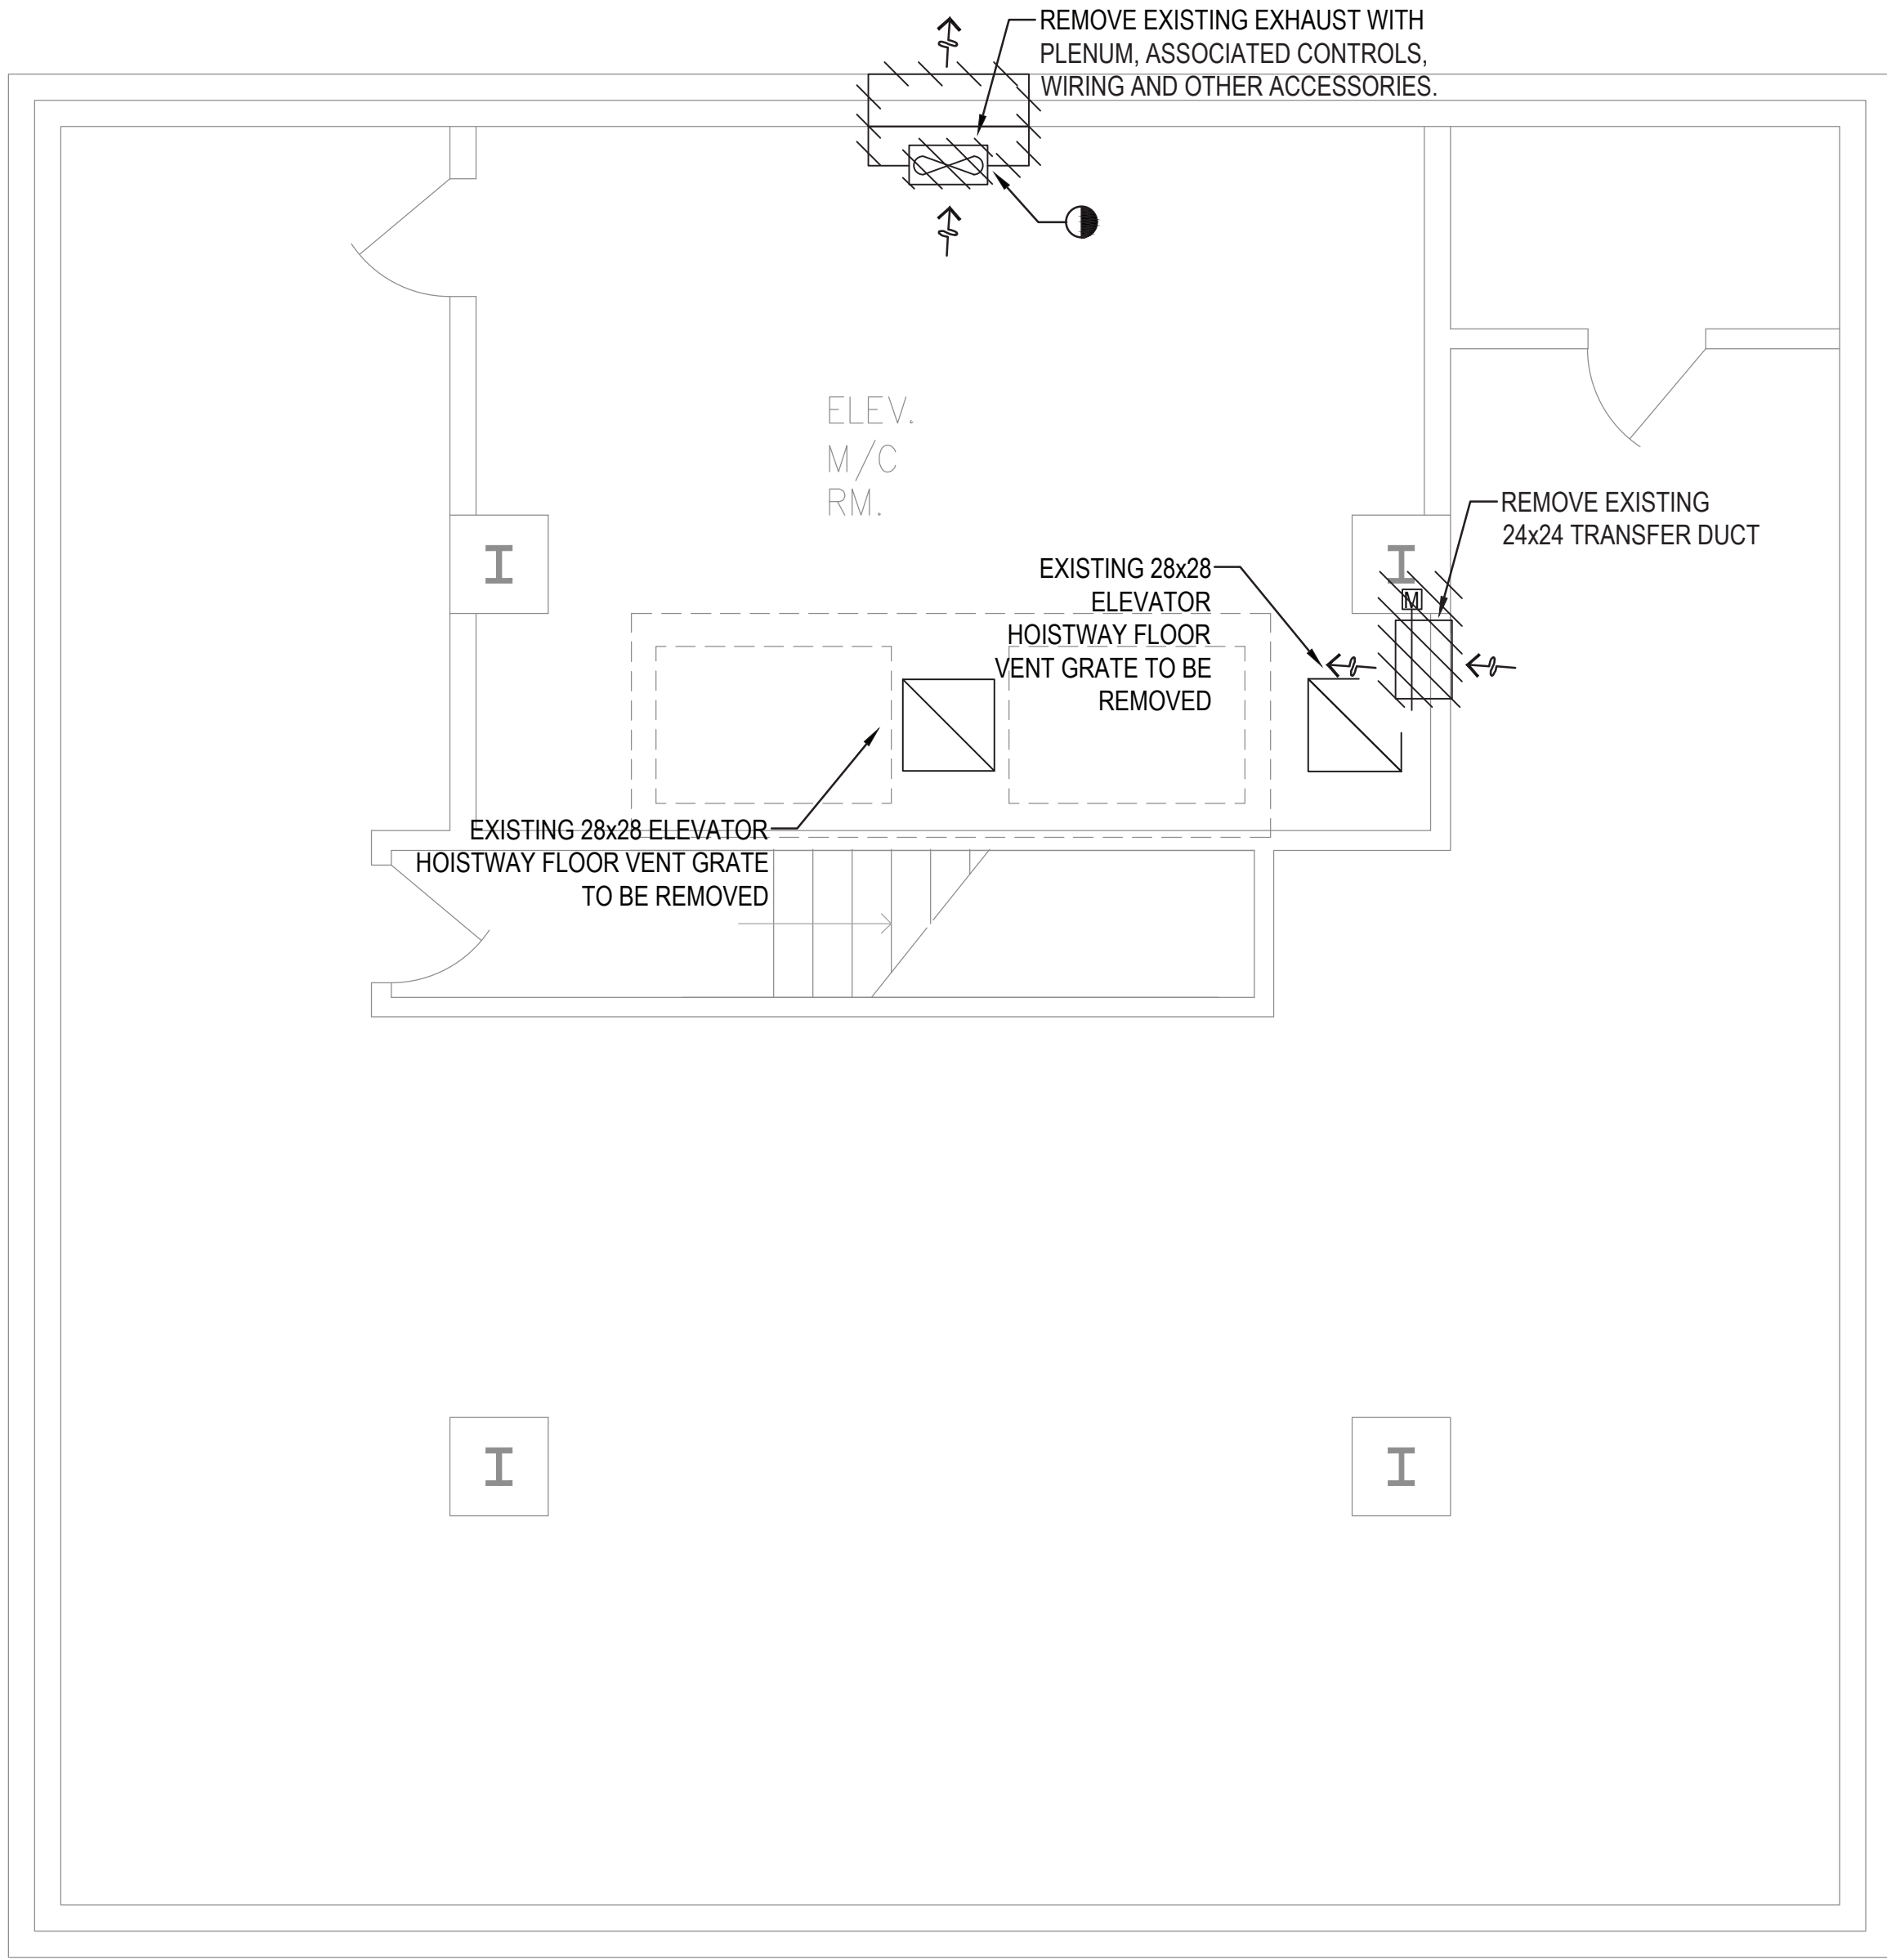 REMOVE EXISTING EXHAUST WITH
PLENUM, ASSOCIATED CONTROLS,
WIRING AND OTHER ACCESSORIES.
ELEV.
M/C
RM.
REMOVE EXISTING
24x24 TRANSFER DUCT
EXISTING 28x28
ELEVATOR
HOISTWAY FLOOR
VENT GRATE TO BE
REMOVED
M
EXISTING 28x28 ELEVATOR
HOISTWAY FLOOR VENT GRATE
TO BE REMOVED